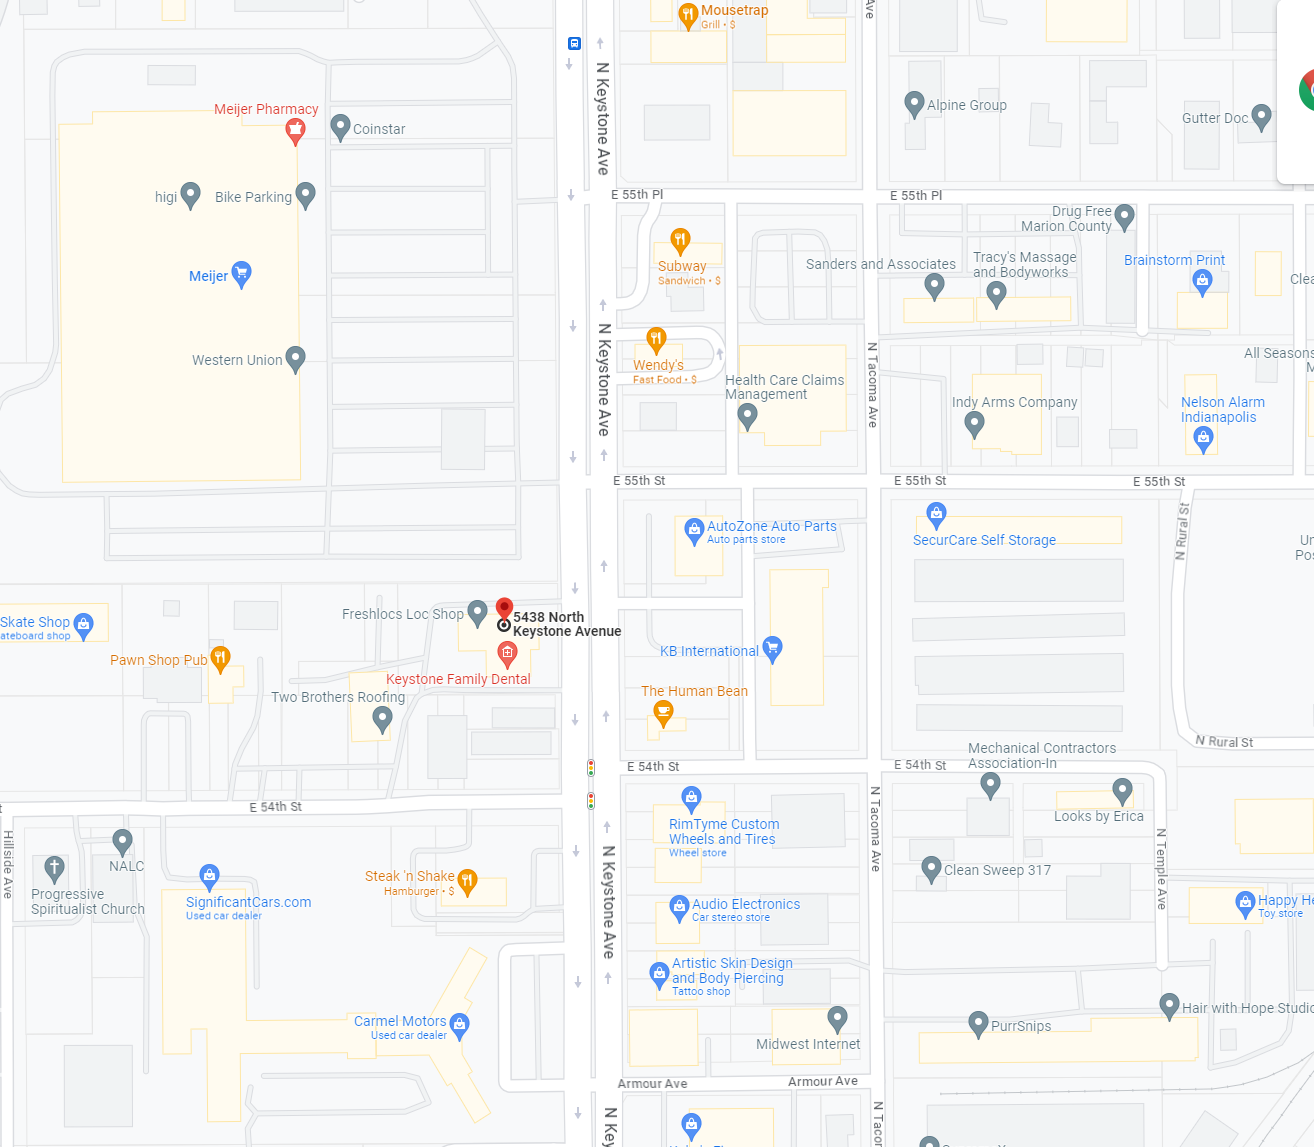 Mousetrap
Grill • $
Ave
N Keystone Ave
Meijer Pharmacy
Coinstar
Alpine Group
Gutter Doc...
higi
Bike Parking
E 55th Pl
E 55th Pl
Drug Free
Marion County
Subway
Sandwich • $
Sanders and Associates
Tracy's Massage
and Bodyworks
Brainstorm Print
Meijer
N Keystone Ave
Western Union
Wendy's
Fast Food • $
N Tacoma Ave
Health Care Claims
Management
All Seasons
Indy Arms Company
Nelson Alarm
Indianapolis
E 55th St
E 55th St
E 55th St
AutoZone Auto Parts
Auto parts store
SecurCare Self Storage
N Rural St
Freshlocs Loc Shop
5438 North
Keystone Avenue
Skate Shop
ateboard shop
Pawn Shop Pub
KB International
Keystone Family Dental
Two Brothers Roofing
The Human Bean
N Rural St
Mechanical Contractors
Association-In
E 54th St
E 54th St
E 54th St
Looks by Erica
RimTyme Custom
Wheels and Tires
Wheel store
N Tacoma Ave
Hillside Ave
NALC
N Keystone Ave
N Temple Ave
Clean Sweep 317
Steak 'n Shake
Hamburger • $
Progressive
Spiritualist Church
SignificantCars.com
Used car dealer
Audio Electronics
Car stereo store
Happy He
Toy store
Artistic Skin Design
and Body Piercing
Tattoo shop
Hair with Hope Studio
Carmel Motors
Used car dealer
PurrSnips
Midwest Internet
Armour Ave
Armour Ave
N Key
N Tacor